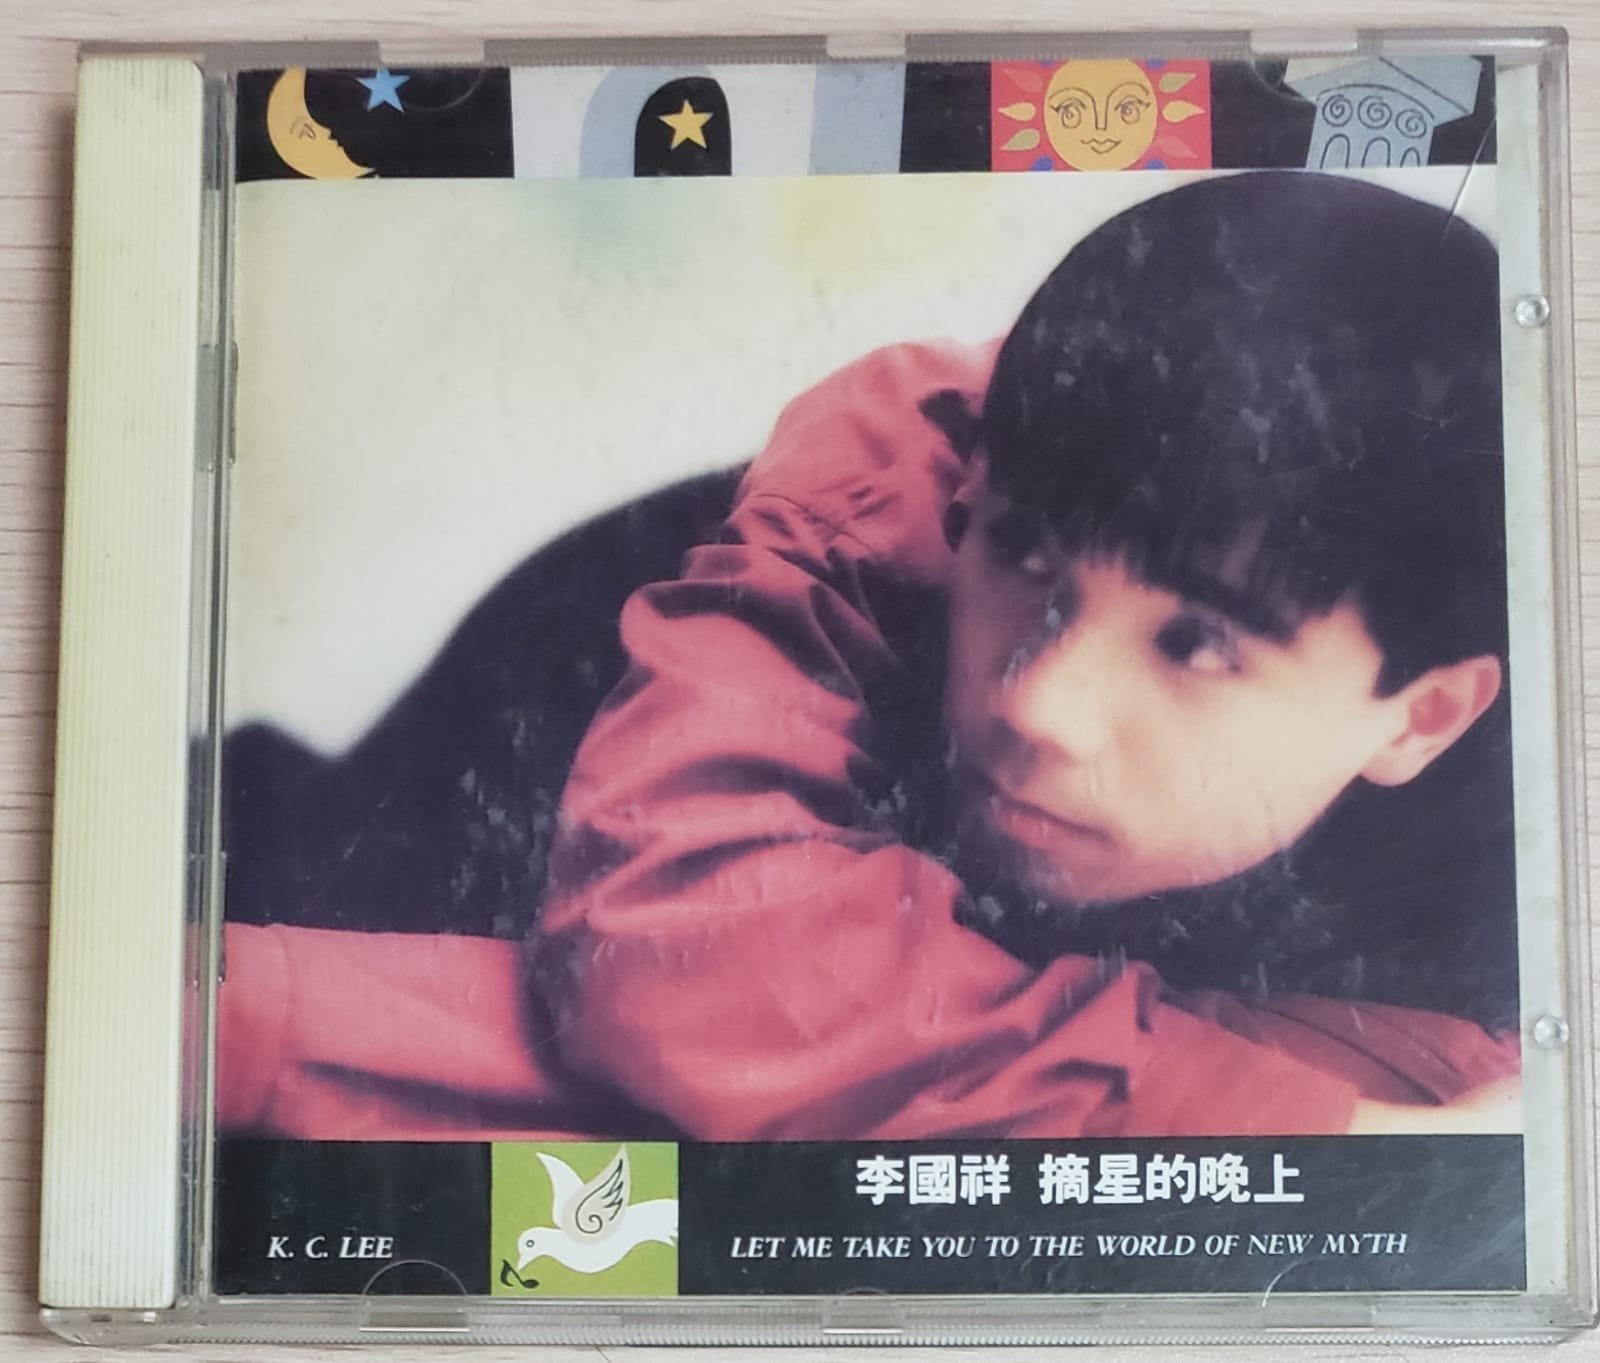 李國祥 摘星的晚上
K. C. LEE
LET ME TAKE YOU TO THE WORLD OF NEW MYTH